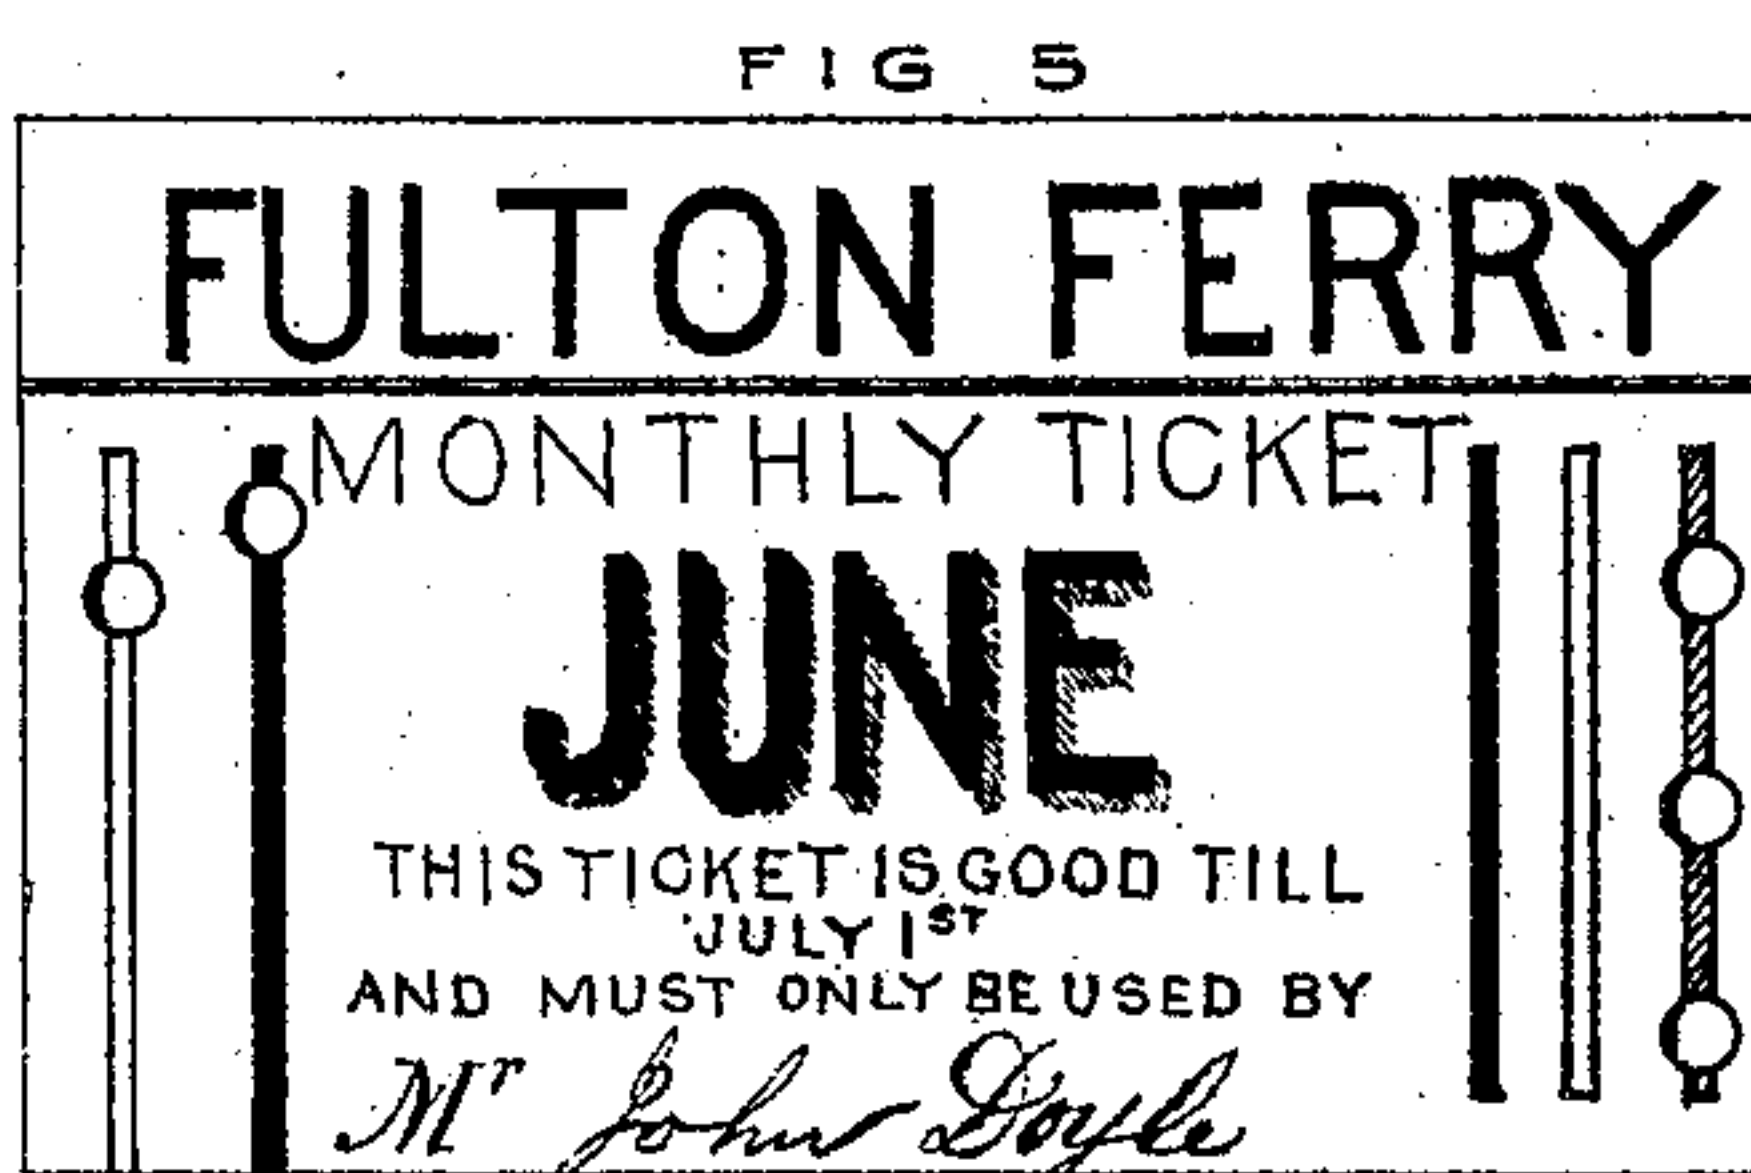 FIG 5
FULTON FERRY
MONTHLY TICKET
JUNE
THIS TICKET IS GOOD TILL
JULY 1ST
AND MUST ONLY BE USED BY
Mr John Doyle